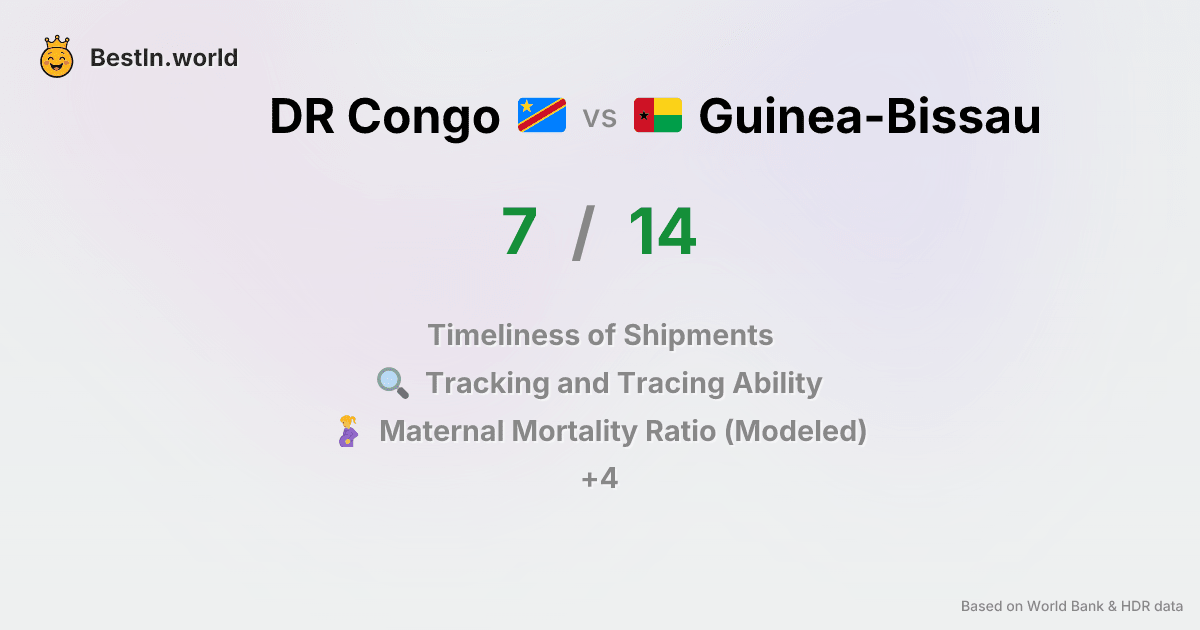 BestIn.world
DR Congo vs Guinea-Bissau
7 / 14
Timeliness of Shipments
Tracking and Tracing Ability
Maternal Mortality Ratio (Modeled)
+4
Based on World Bank & HDR data